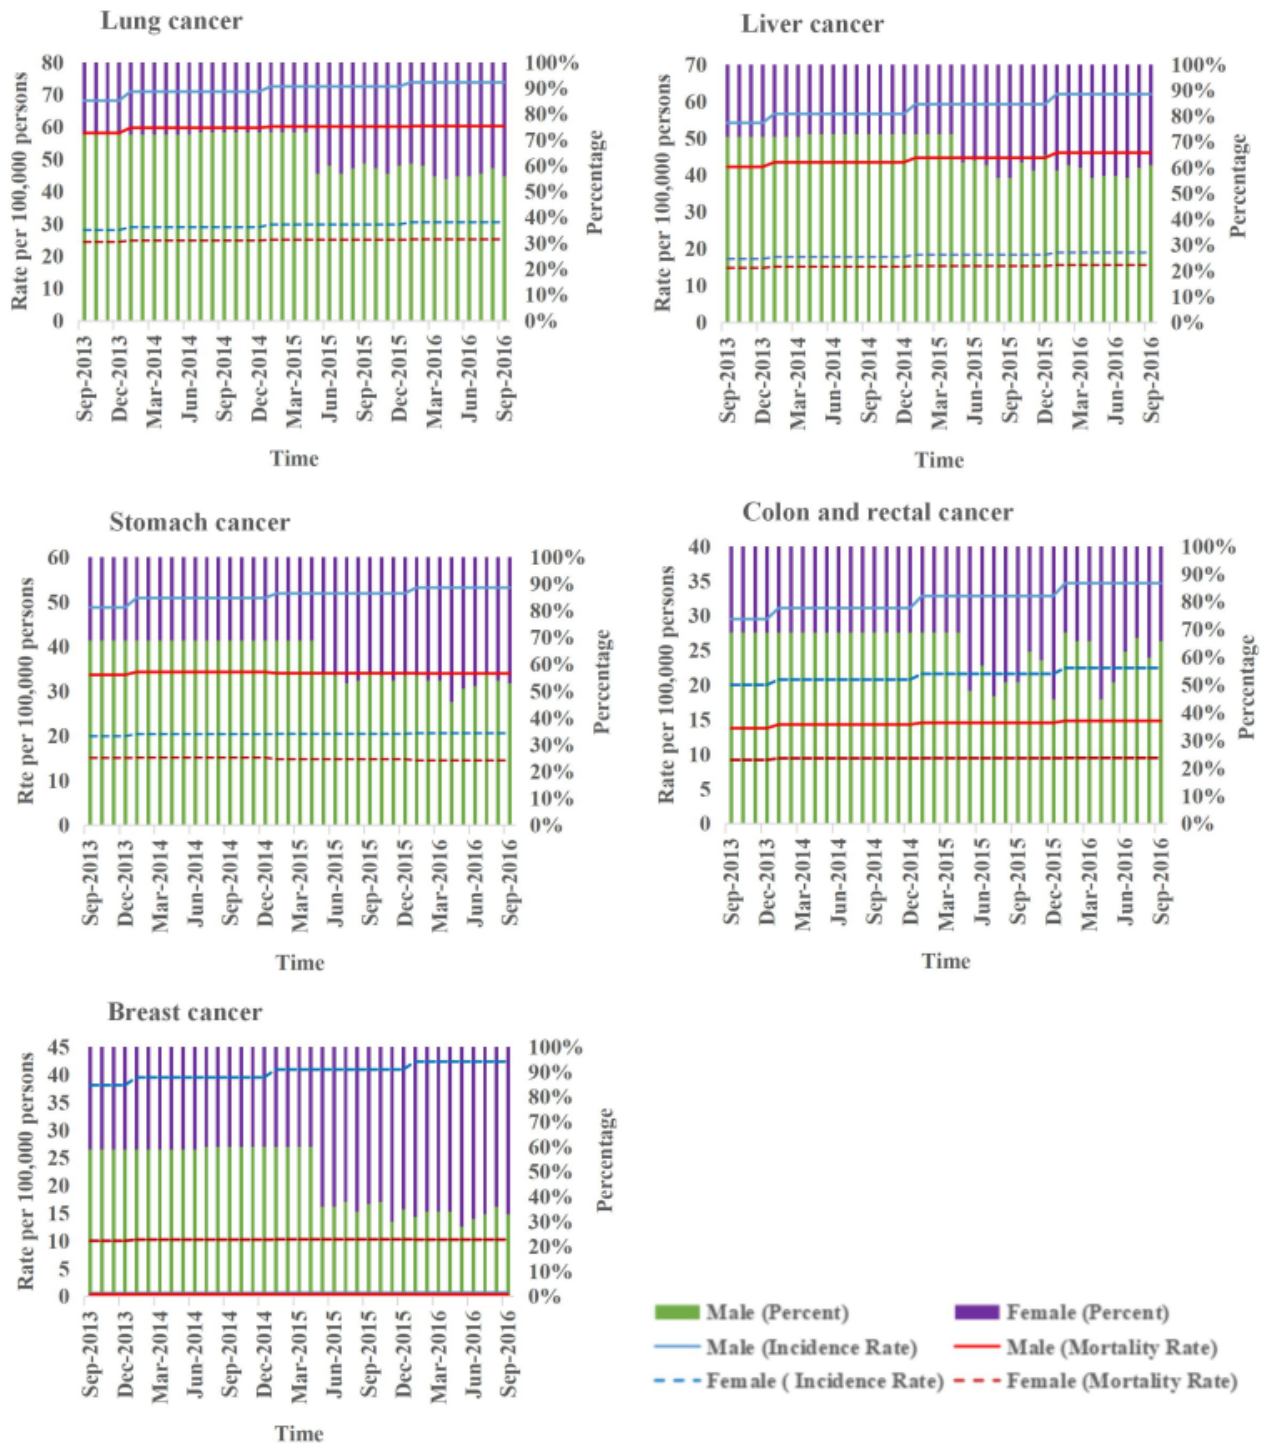 Lung cancer
Rate per 100,000 persons
80
70
60
50
40
30
20
10
0
100%
90%
80%
70%
60%
50%
40%
30%
20%
10%
0%
Percentage
Sep-2013
Dec-2013
Mar-2014
Jun-2014
Sep-2014
Dec-2014
Mar-2015
Jun-2015
Sep-2015
Dec-2015
Mar-2016
Jun-2016
Sep-2016
Time
Liver cancer
Rate per 100,000 persons
70
60
50
40
30
20
10
0
100%
90%
80%
70%
60%
50%
40%
30%
20%
10%
0%
Percentage
Sep-2013
Dec-2013
Mar-2014
Jun-2014
Sep-2014
Dec-2014
Mar-2015
Jun-2015
Sep-2015
Dec-2015
Mar-2016
Jun-2016
Sep-2016
Time
Stomach cancer
Rte per 100,000 persons
60
50
40
30
20
10
0
100%
90%
80%
70%
60%
50%
40%
30%
20%
10%
0%
Percentage
Sep-2013
Dec-2013
Mar-2014
Jun-2014
Sep-2014
Dec-2014
Mar-2015
Jun-2015
Sep-2015
Dec-2015
Mar-2016
Jun-2016
Sep-2016
Time
Colon and rectal cancer
Rate per 100,000 persons
40
35
30
25
20
15
10
5
0
100%
90%
80%
70%
60%
50%
40%
30%
20%
10%
0%
Percentage
Sep-2013
Dec-2013
Mar-2014
Jun-2014
Sep-2014
Dec-2014
Mar-2015
Jun-2015
Sep-2015
Dec-2015
Mar-2016
Jun-2016
Sep-2016
Time
Breast cancer
Rate per 100,000 persons
45
40
35
30
25
20
15
10
5
0
100%
90%
80%
70%
60%
50%
40%
30%
20%
10%
0%
Percentage
Sep-2013
Dec-2013
Mar-2014
Jun-2014
Sep-2014
Dec-2014
Mar-2015
Jun-2015
Sep-2015
Dec-2015
Mar-2016
Jun-2016
Sep-2016
Time
Male (Percent)
Female (Percent)
Male (Incidence Rate)
Male (Mortality Rate)
Female ( Incidence Rate)
Female (Mortality Rate)